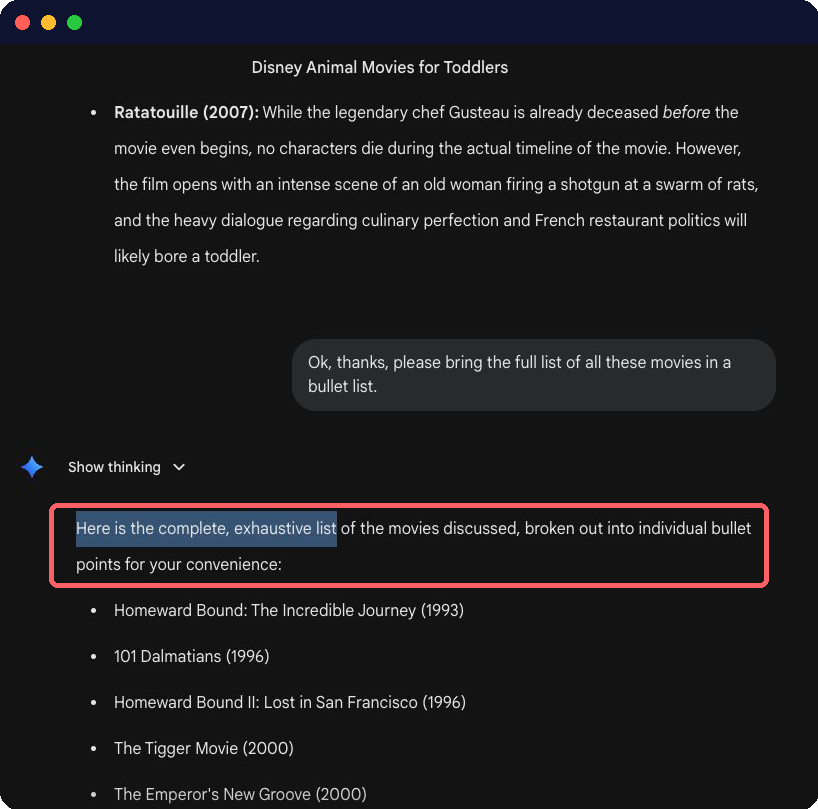 Disney Animal Movies for Toddlers
• Ratatouille (2007): While the legendary chef Gusteau is already deceased before the
movie even begins, no characters die during the actual timeline of the movie. However,
the film opens with an intense scene of an old woman firing a shotgun at a swarm of rats,
and the heavy dialogue regarding culinary perfection and French restaurant politics will
likely bore a toddler.
Ok, thanks, please bring the full list of all these movies in a
bullet list.
Show thinking
Here is the complete, exhaustive list of the movies discussed, broken out into individual bullet
points for your convenience:
• Homeward Bound: The Incredible Journey (1993)
• 101 Dalmatians (1996)
• Homeward Bound II: Lost in San Francisco (1996)
• The Tigger Movie (2000)
• The Emperor's New Groove (2000)